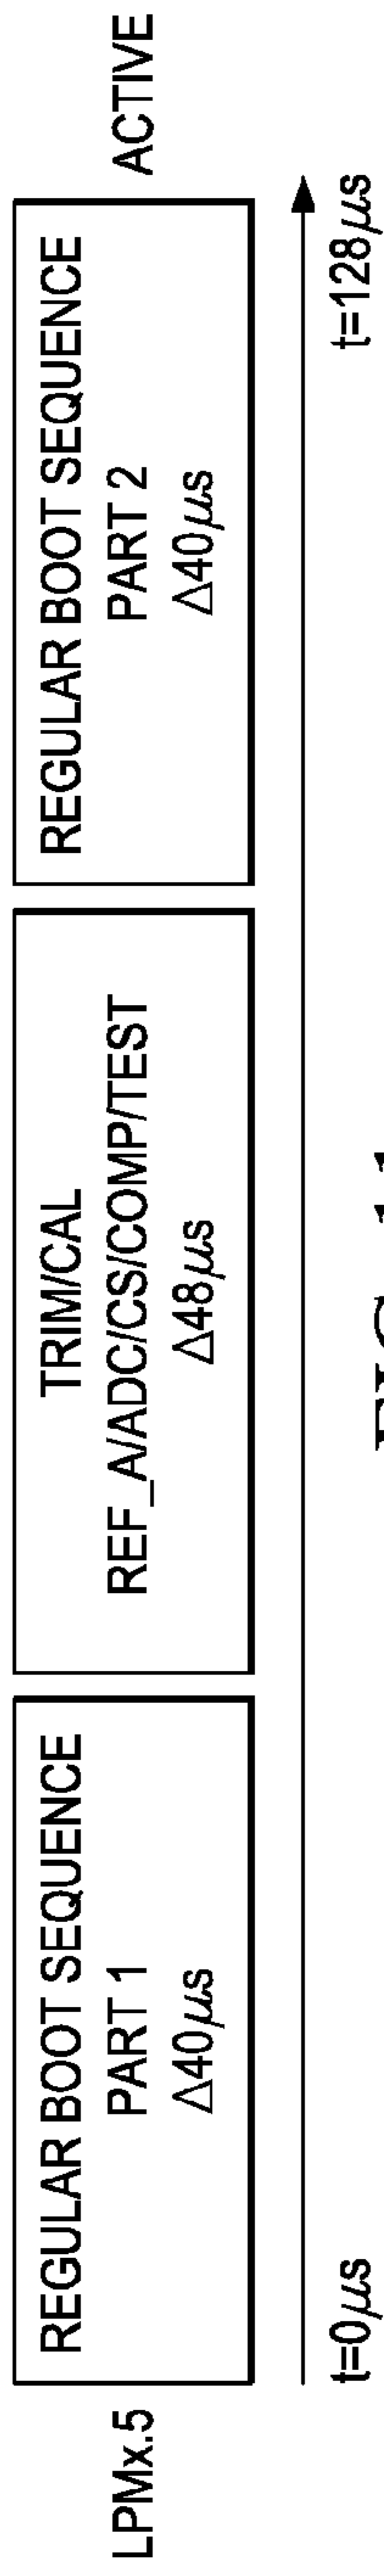 LPMx.5
REGULAR BOOT SEQUENCE
PART 1
Δ40μs
TRIM/CAL
REF_A/ADC/CS/COMP/TEST
Δ48μs
REGULAR BOOT SEQUENCE
PART 2
Δ40μs
ACTIVE
t=0μs
t=128μs